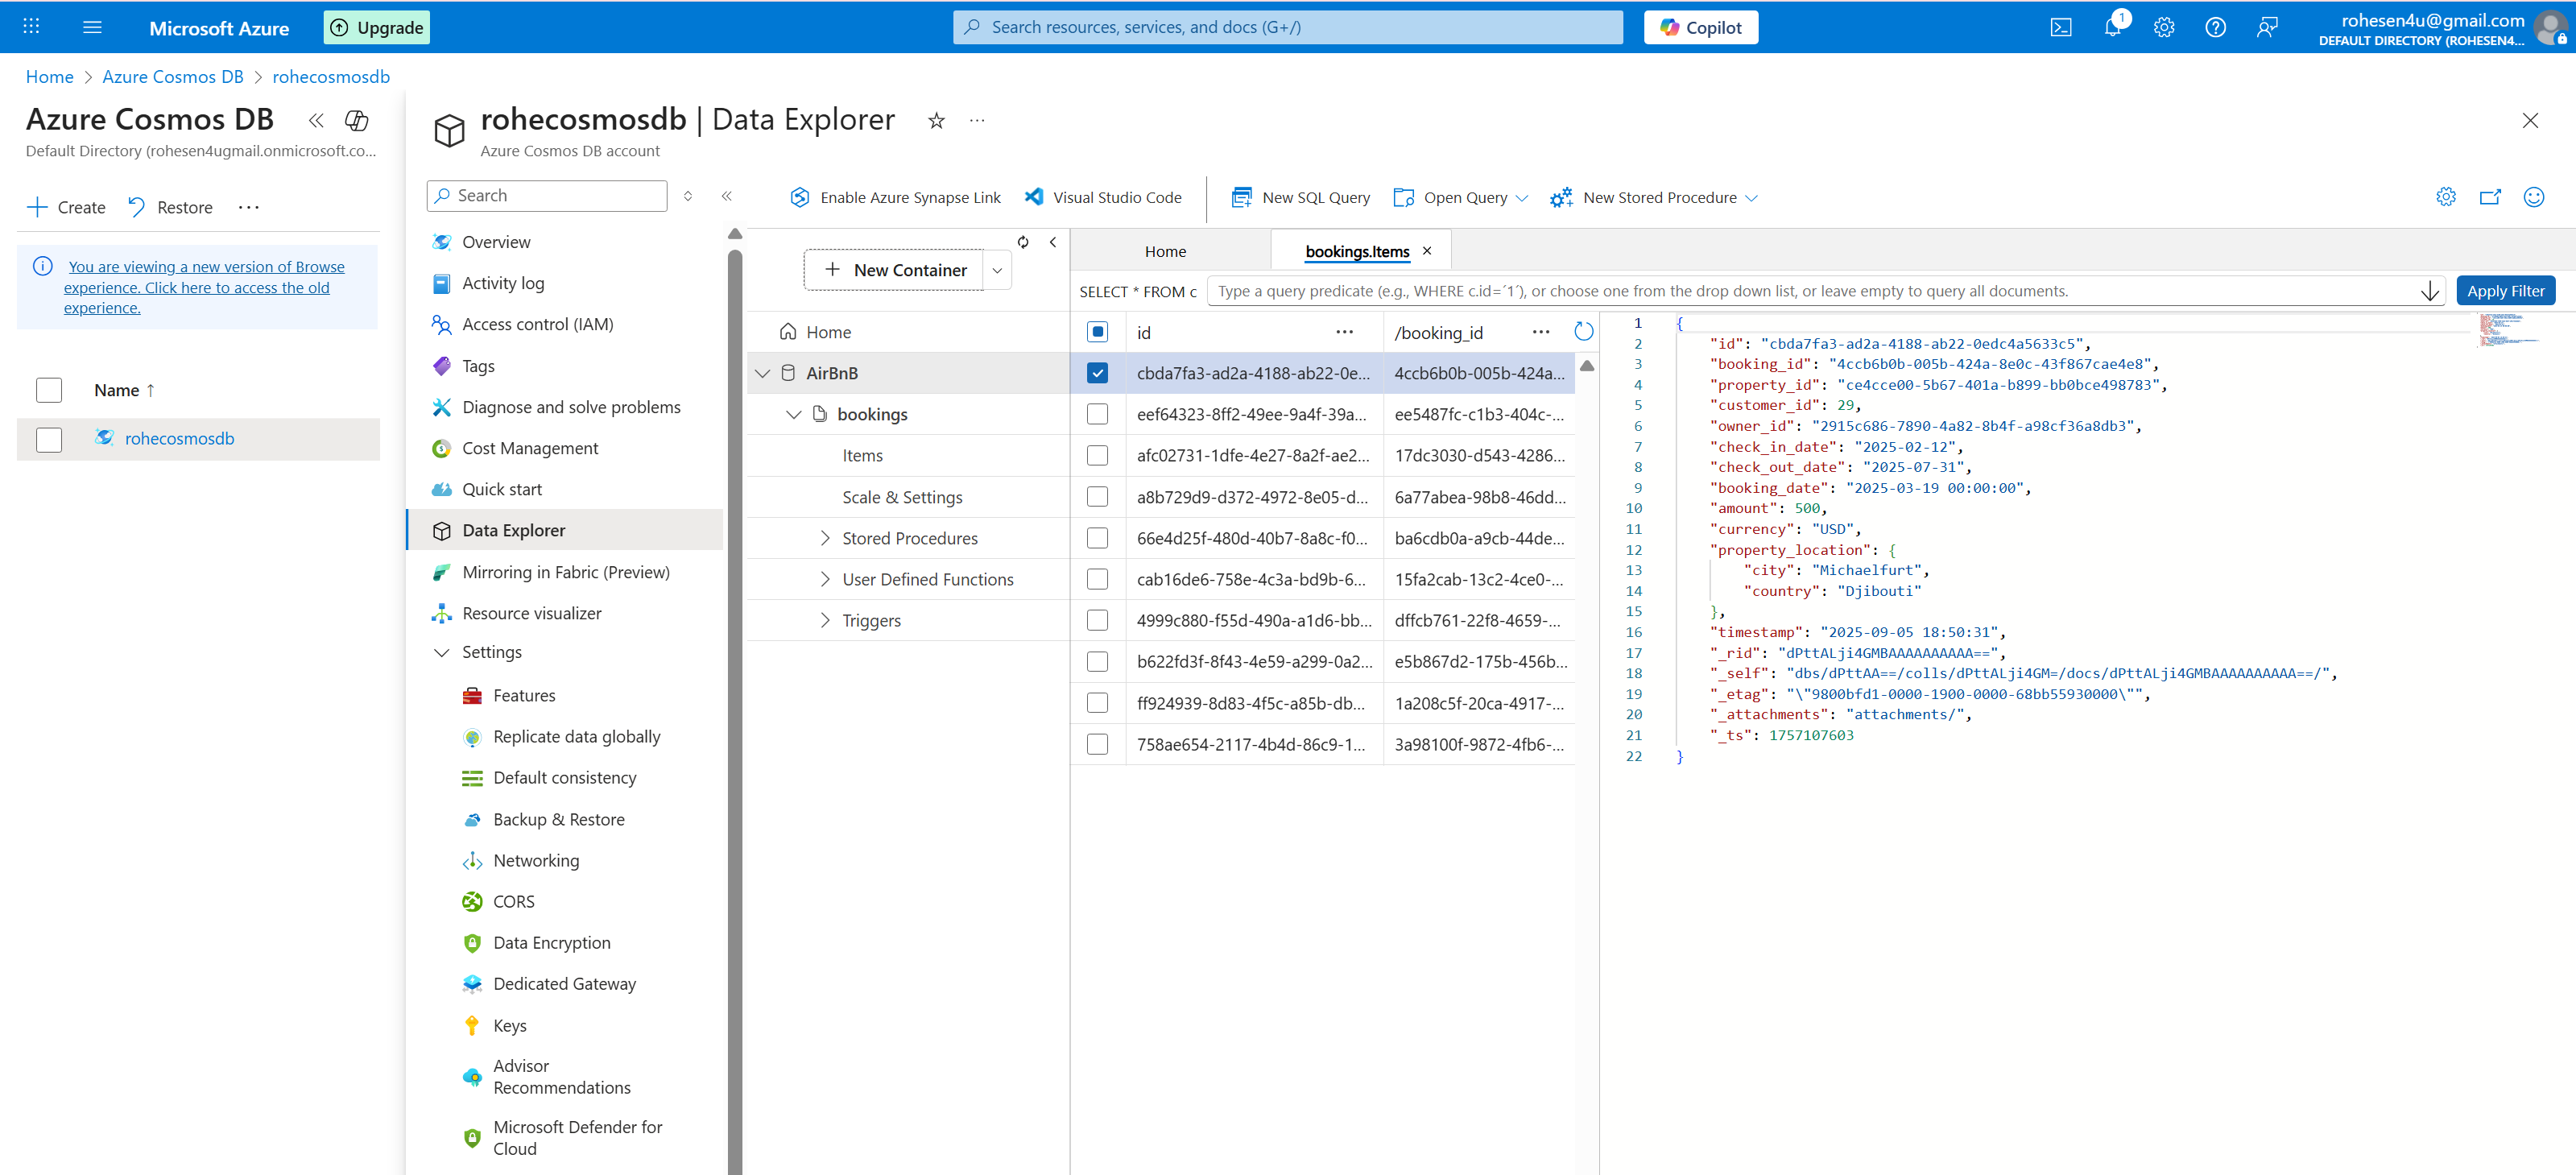 Microsoft Azure
Upgrade
Search resources, services, and docs (G+/)
Copilot
1
rohesen4u@gmail.com
DEFAULT DIRECTORY (ROHESEN4...
Home > Azure Cosmos DB > rohecosmosdb
Azure Cosmos DB
Default Directory (rohesen4ugmail.onmicrosoft.co...
Create
Restore
You are viewing a new version of Browse
experience. Click here to access the old
experience.
Name ↑
rohecosmosdb
rohecosmosdb | Data Explorer
Azure Cosmos DB account
Search
Overview
Activity log
Access control (IAM)
Tags
Diagnose and solve problems
Cost Management
Quick start
Data Explorer
Mirroring in Fabric (Preview)
Resource visualizer
Settings
Features
Replicate data globally
Default consistency
Backup & Restore
Networking
CORS
Data Encryption
Dedicated Gateway
Keys
Advisor
Recommendations
Microsoft Defender for
Cloud
Enable Azure Synapse Link
Visual Studio Code
New SQL Query
Open Query
New Stored Procedure
New Container
Home
AirBnB
bookings
Items
Scale & Settings
Stored Procedures
User Defined Functions
Triggers
Home
bookings.Items
SELECT * FROM c
Type a query predicate (e.g., WHERE c.id=´1´), or choose one from the drop down list, or leave empty to query all documents.
Apply Filter
id ... /booking_id ...
cbda7fa3-ad2a-4188-ab22-0e... 4ccb6b0b-005b-424a...
eef64323-8ff2-49ee-9a4f-39a... ee5487fc-c1b3-404c-...
afc02731-1dfe-4e27-8a2f-ae2... 17dc3030-d543-4286...
a8b729d9-d372-4972-8e05-d... 6a77abea-98b8-46dd...
66e4d25f-480d-40b7-8a8c-f0... ba6cdb0a-a9cb-44de...
cab16de6-758e-4c3a-bd9b-6... 15fa2cab-13c2-4ce0-...
4999c880-f55d-490a-a1d6-bb... dffcb761-22f8-4659-...
b622fd3f-8f43-4e59-a299-0a2... e5b867d2-175b-456b...
ff924939-8d83-4f5c-a85b-db... 1a208c5f-20ca-4917-...
758ae654-2117-4b4d-86c9-1... 3a98100f-9872-4fb6-...
1 {
2 "id": "cbda7fa3-ad2a-4188-ab22-0edc4a5633c5",
3 "booking_id": "4ccb6b0b-005b-424a-8e0c-43f867cae4e8",
4 "property_id": "ce4cce00-5b67-401a-b899-bb0bce498783",
5 "customer_id": 29,
6 "owner_id": "2915c686-7890-4a82-8b4f-a98cf36a8db3",
7 "check_in_date": "2025-02-12",
8 "check_out_date": "2025-07-31",
9 "booking_date": "2025-03-19 00:00:00",
10 "amount": 500,
11 "currency": "USD",
12 "property_location": {
13 "city": "Michaelfurt",
14 "country": "Djibouti"
15 },
16 "timestamp": "2025-09-05 18:50:31",
17 "_rid": "dPttALji4GMBAAAAAAAAAA==",
18 "_self": "dbs/dPttAA==/colls/dPttALji4GM=/docs/dPttALji4GMBAAAAAAAAAA==/",
19 "_etag": "\"9800bfd1-0000-1900-0000-68bb55930000\"",
20 "_attachments": "attachments/",
21 "_ts": 1757107603
22 }